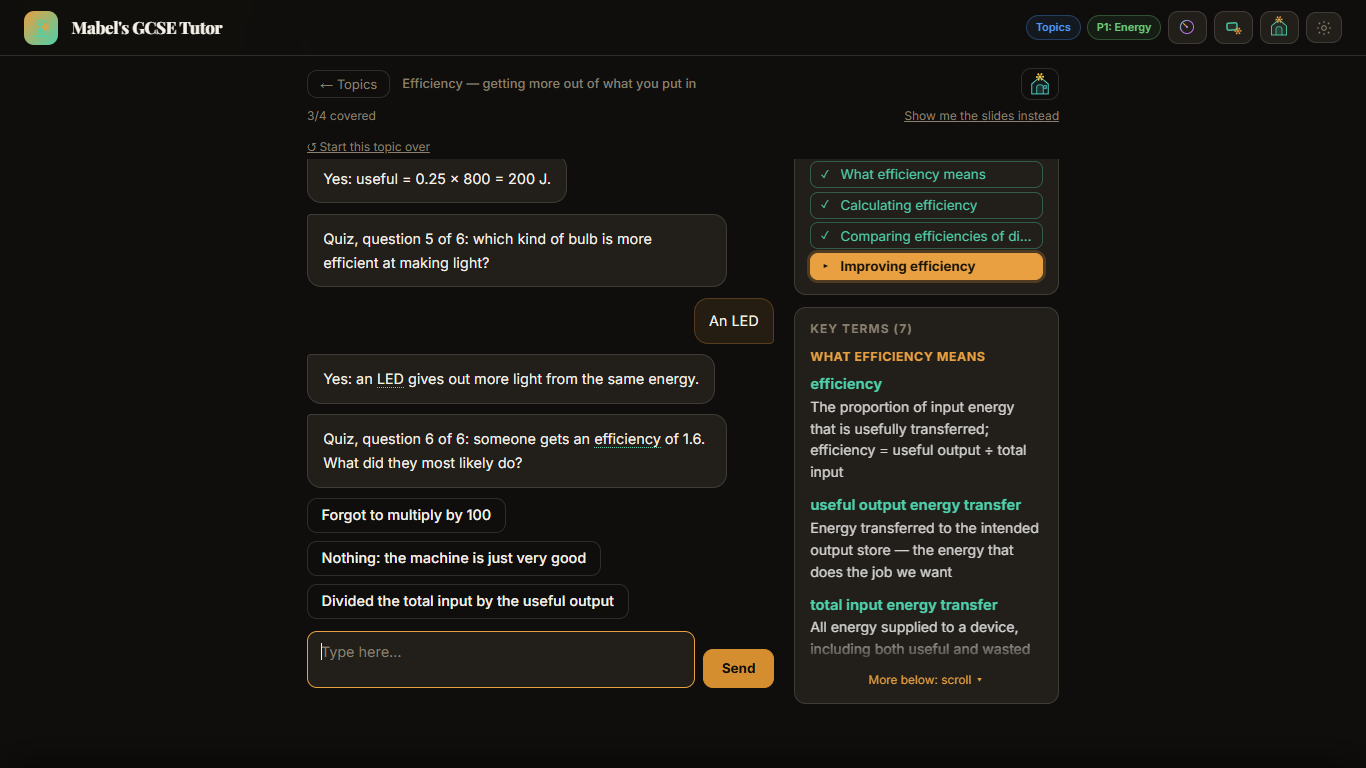 Mabel's GCSE Tutor
Topics
P1: Energy
← Topics
Efficiency — getting more out of what you put in
3/4 covered
Show me the slides instead
↺ Start this topic over
Yes: useful = 0.25 × 800 = 200 J.
Quiz, question 5 of 6: which kind of bulb is more
efficient at making light?
An LED
Yes: an LED gives out more light from the same energy.
Quiz, question 6 of 6: someone gets an efficiency of 1.6.
What did they most likely do?
Forgot to multiply by 100
Nothing: the machine is just very good
Divided the total input by the useful output
Type here...
Send
✓ What efficiency means
✓ Calculating efficiency
✓ Comparing efficiencies of di...
▸ Improving efficiency
KEY TERMS (7)
WHAT EFFICIENCY MEANS
efficiency
The proportion of input energy
that is usefully transferred;
efficiency = useful output ÷ total
input
useful output energy transfer
Energy transferred to the intended
output store — the energy that
does the job we want
total input energy transfer
All energy supplied to a device,
including both useful and wasted
More below: scroll ▾